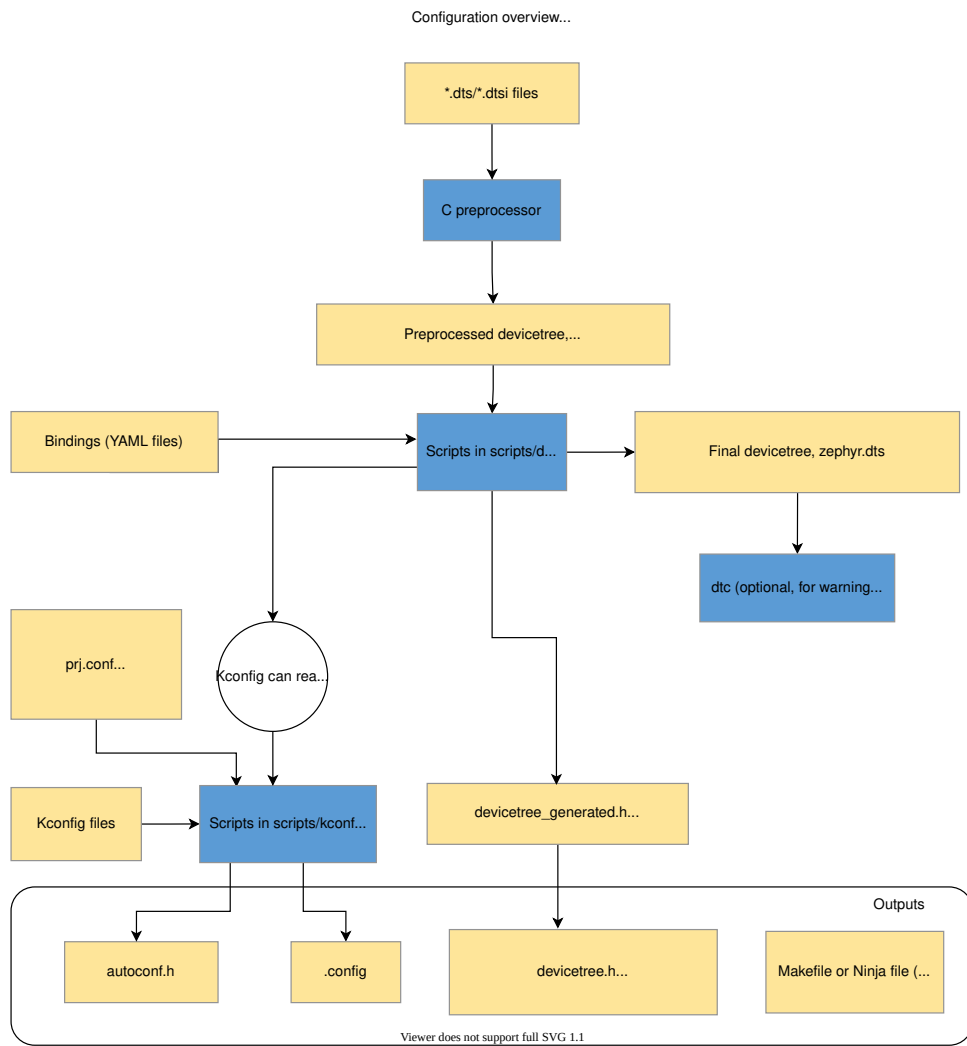 Configuration overview...
*.dts/*.dtsi files
C preprocessor
Preprocessed devicetree,...
Bindings (YAML files)
Scripts in scripts/d...
Final devicetree, zephyr.dts
dtc (optional, for warning...
prj.conf...
Kconfig can rea...
Kconfig files
Scripts in scripts/kconf...
devicetree_generated.h...
Outputs
autoconf.h
.config
devicetree.h...
Makefile or Ninja file (...
Viewer does not support full SVG 1.1